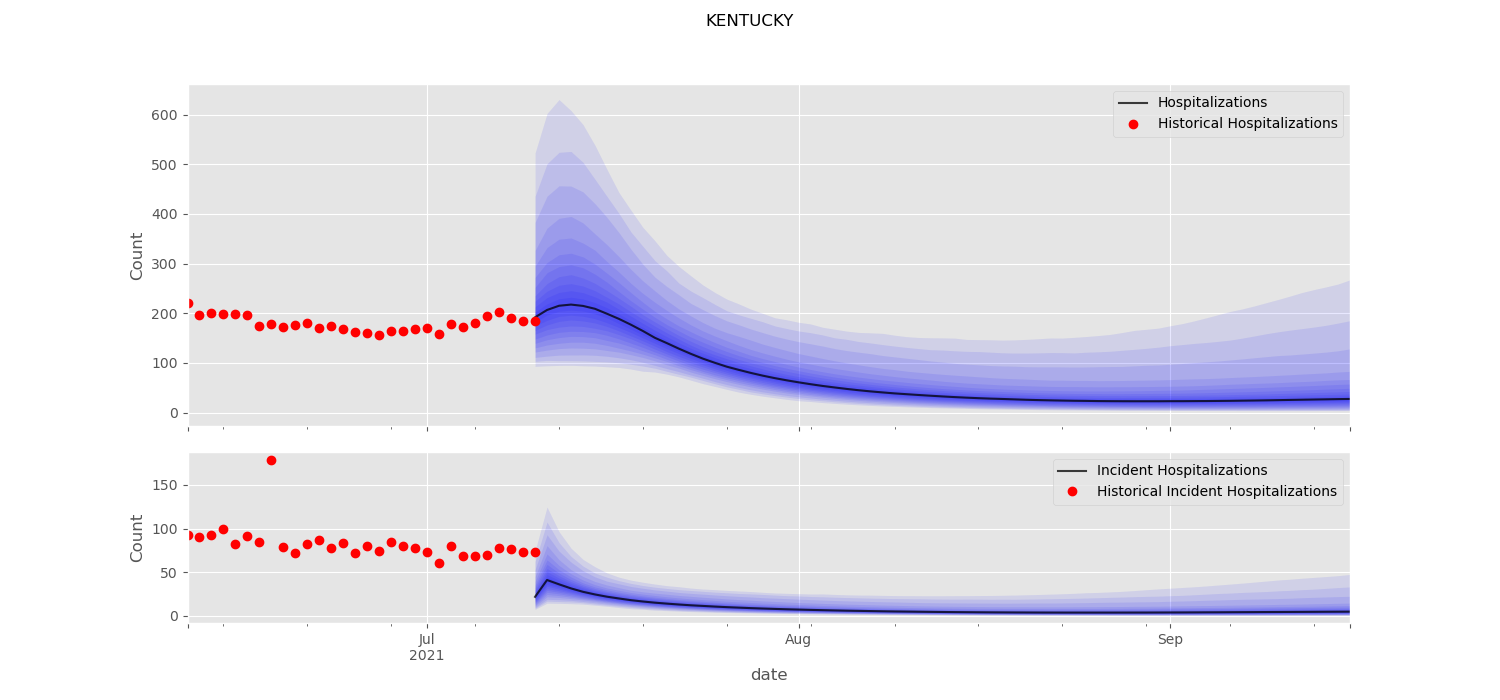 KENTUCKY
600
500
400
300
200
100
0
Count
Hospitalizations
Historical Hospitalizations
150
100
50
0
Count
Incident Hospitalizations
Historical Incident Hospitalizations
Jul
2021
Aug
Sep
date